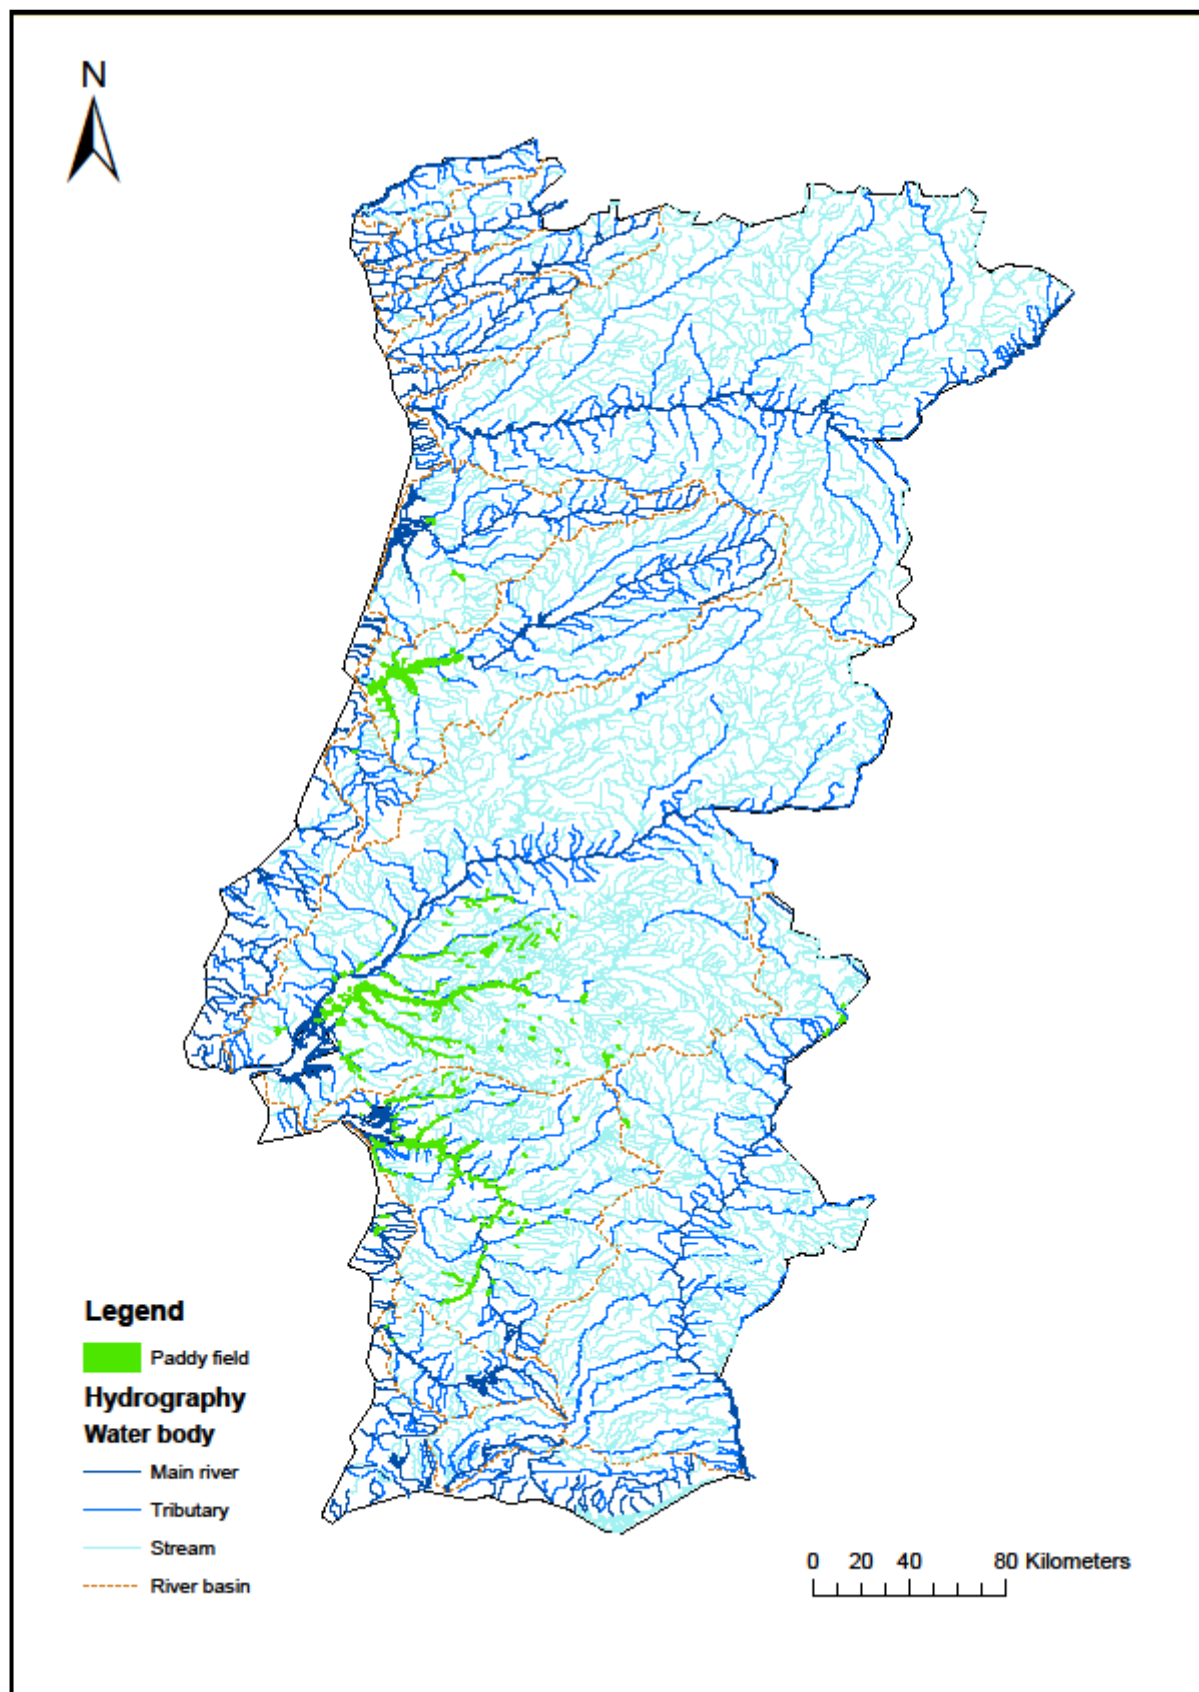 N
Legend
Paddy field
Hydrography
Water body
Main river
Tributary
Stream
River basin
0 20 40 80 Kilometers